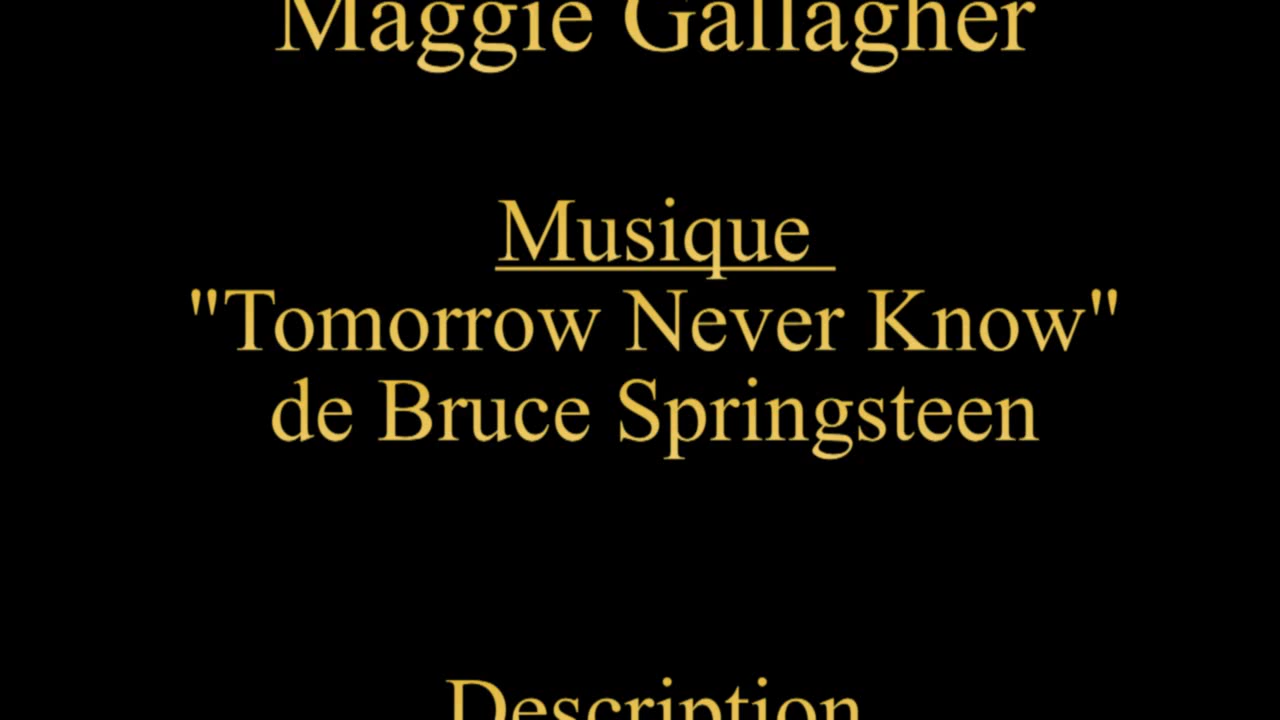 Maggie Gallagher
Musique
"Tomorrow Never Know"
de Bruce Springsteen
Description